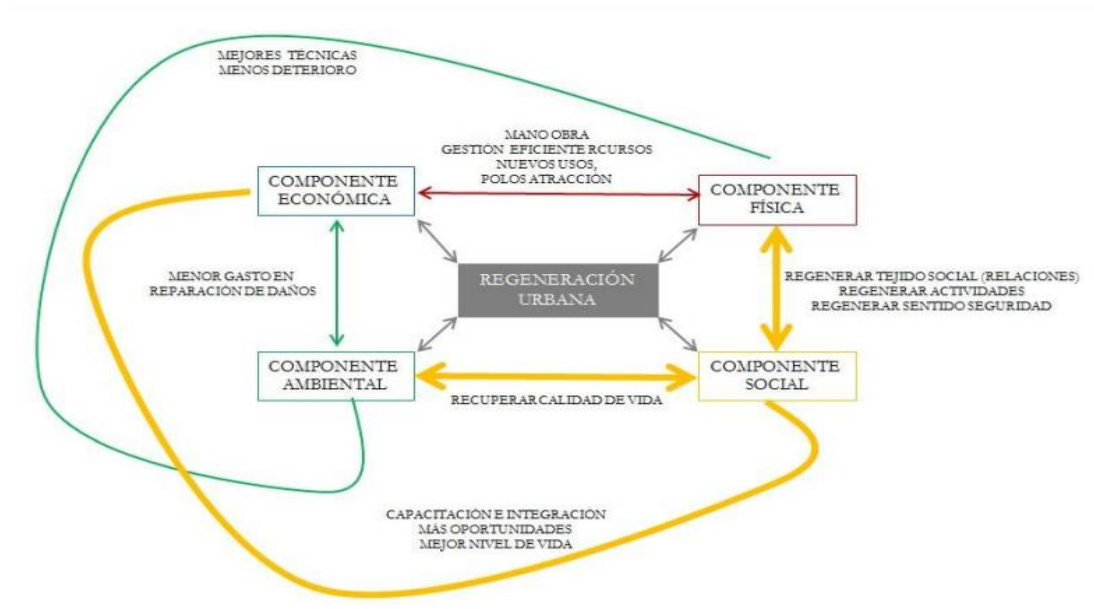 MEJORES TÉCNICAS
MENOS DETERIORO
MANO OBRA
GESTIÓN EFICIENTE RCURSOS
NUEVOS USOS,
POLOS ATRACCIÓN
COMPONENTE
ECONÓMICA
COMPONENTE
FÍSICA
MENOR GASTO EN
REPARACIÓN DE DAÑOS
REGENERACIÓN
URBANA
REGENERAR TEJIDO SOCIAL (RELACIONES)
REGENERAR ACTIVIDADES
REGENERAR SENTIDO SEGURIDAD
COMPONENTE
AMBIENTAL
COMPONENTE
SOCIAL
RECUPERAR CALIDAD DE VIDA
CAPACITACIÓN E INTEGRACIÓN
MÁS OPORTUNIDADES
MEJOR NIVEL DE VIDA